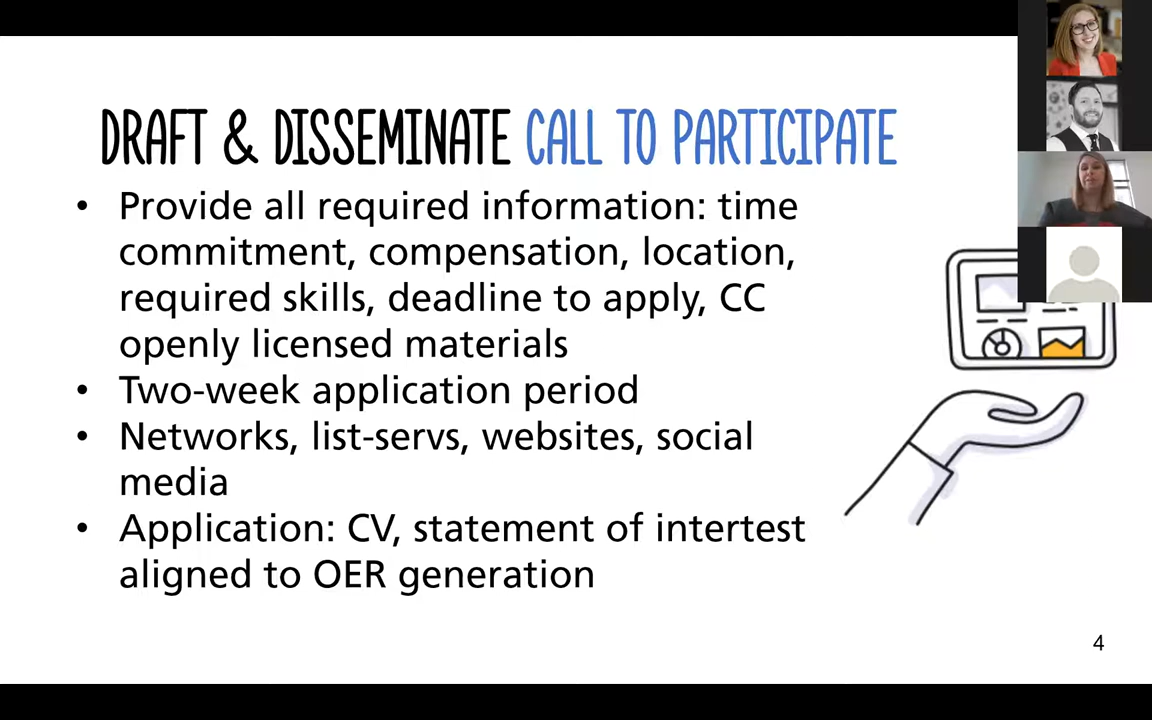 DRAFT & DISSEMINATE CALL TO PARTICIPATE
• Provide all required information: time
commitment, compensation, location,
required skills, deadline to apply, CC
openly licensed materials
• Two-week application period
• Networks, list-servs, websites, social
media
• Application: CV, statement of intertest
aligned to OER generation
4